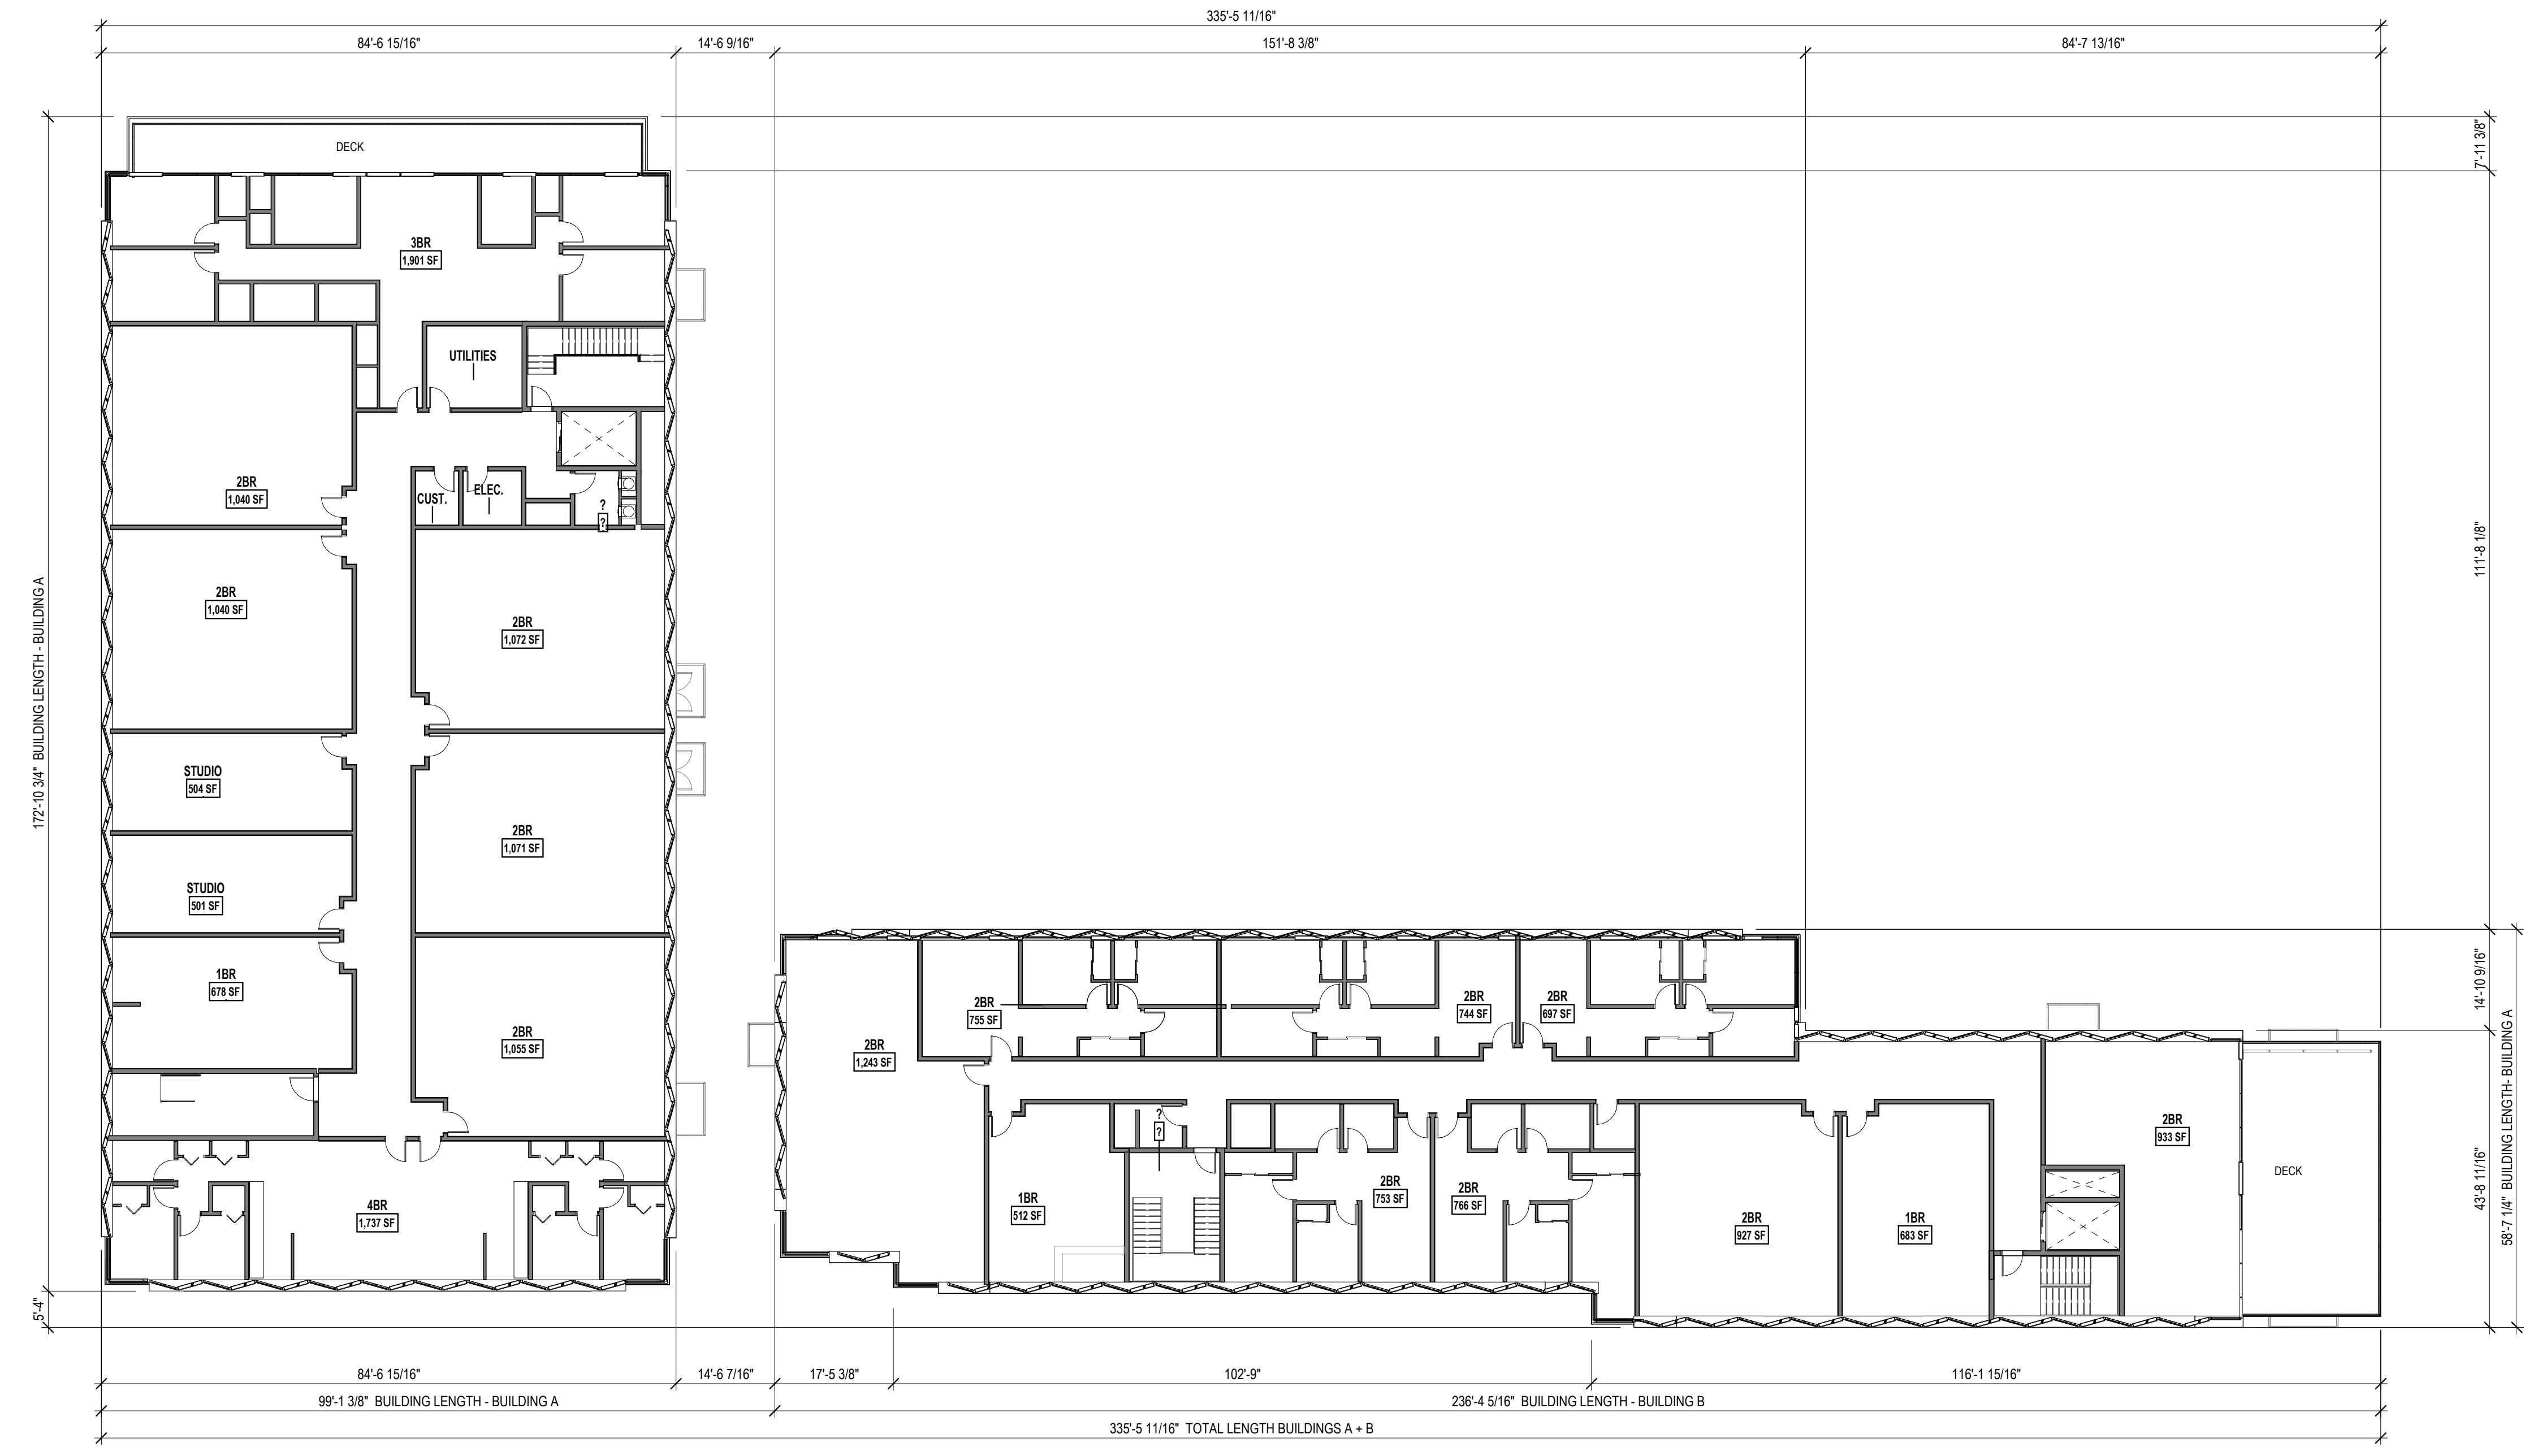 335'-5 11/16"
84'-6 15/16"
14'-6 9/16"
151'-8 3/8"
84'-7 13/16"
7'-11 3/8"
DECK
3BR
1,901 SF
UTILITIES
2BR
1,040 SF
CUST.
ELEC.
?
?
111'-8 1/8"
172'-10 3/4" BUILDING LENGTH - BUILDING A
2BR
1,040 SF
2BR
1,072 SF
STUDIO
504 SF
2BR
1,071 SF
STUDIO
501 SF
1BR
678 SF
2BR
1,055 SF
4BR
1,737 SF
5'-4"
2BR
755 SF
2BR
744 SF
2BR
697 SF
2BR
1,243 SF
?
?
1BR
512 SF
2BR
753 SF
2BR
766 SF
2BR
927 SF
1BR
683 SF
2BR
933 SF
DECK
14'-10 9/16"
43'-8 11/16"
58'-7 1/4" BUILDING LENGTH- BUILDING A
84'-6 15/16"
14'-6 7/16"
17'-5 3/8"
102'-9"
116'-1 15/16"
99'-1 3/8" BUILDING LENGTH - BUILDING A
236'-4 5/16" BUILDING LENGTH - BUILDING B
335'-5 11/16" TOTAL LENGTH BUILDINGS A + B